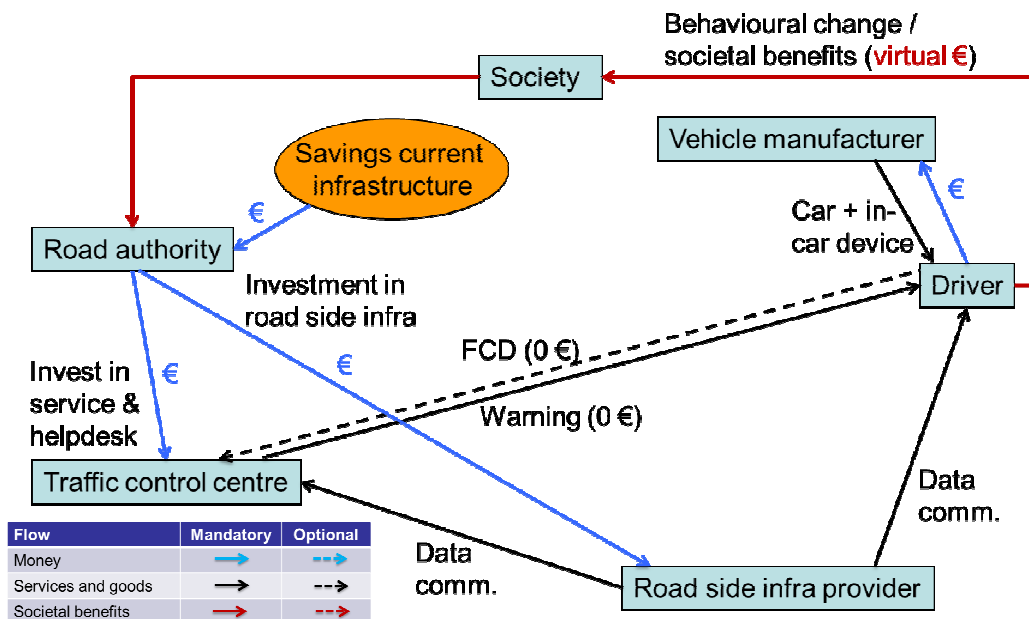 Behavioural change /
societal benefits (virtual €)
Society
Vehicle manufacturer
Savings current
infrastructure
€
€
Car + in-
car device
Road authority
Driver
Investment in
road side infra
FCD (0 €)
€
€
Invest in
service &
helpdesk
Warning (0 €)
Traffic control centre
Data
comm.
Data
comm.
Road side infra provider
Flow Mandatory Optional
Money
Services and goods
Societal benefits